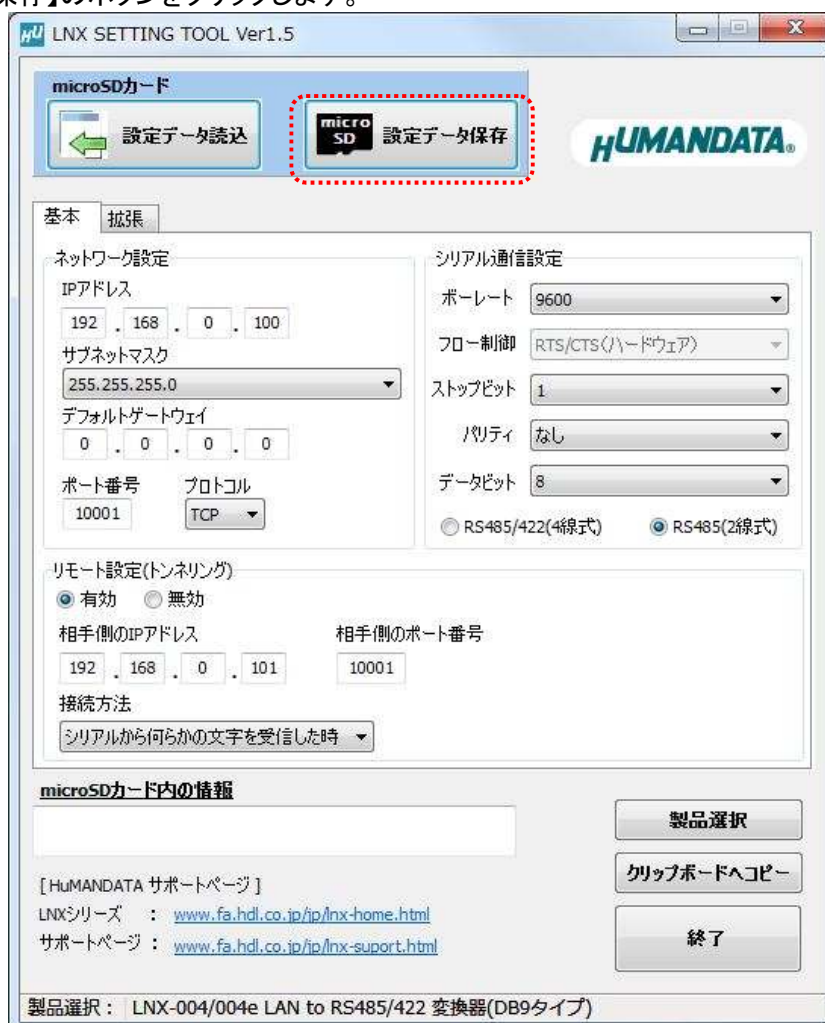 保存】のボタンをクリックします。
LNX SETTING TOOL Ver1.5
microSDカード
設定データ読込
micro
SD
設定データ保存
HUMANDATA®
基本
拡張
ネットワーク設定
IPアドレス
192 . 168 . 0 . 100
サブネットマスク
255.255.255.0
デフォルトゲートウェイ
0 . 0 . 0 . 0
ポート番号 プロトコル
10001 TCP
シリアル通信設定
ボーレート 9600
フロー制御 RTS/CTS(ハードウェア)
ストップビット 1
パリティ なし
データビット 8
RS485/422(4線式) RS485(2線式)
リモート設定(トンネリング)
有効 無効
相手側のIPアドレス 相手側のポート番号
192 . 168 . 0 . 101 10001
接続方法
シリアルから何らかの文字を受信した時
microSDカード内の情報
製品選択
クリップボードへコピー
終了
[HuMANDATA サポートページ]
LNXシリーズ : www.fa.hdl.co.jp/jp/lnx-home.html
サポートページ : www.fa.hdl.co.jp/jp/lnx-suport.html
製品選択: LNX-004/004e LAN to RS485/422 変換器(DB9タイプ)